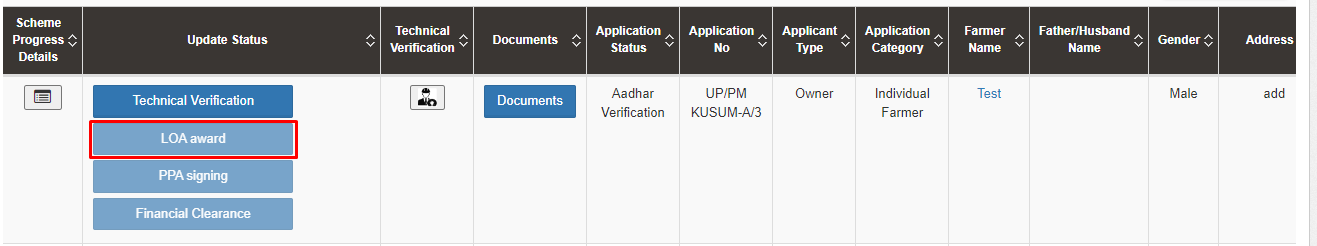 Scheme
Progress
Details
Update Status
Technical
Verification
Documents
Application
Status
Application
No
Applicant
Type
Application
Category
Farmer
Name
Father/Husband
Name
Gender
Address
Technical Verification
LOA award
PPA signing
Financial Clearance
Documents
Aadhar
Verification
UP/PM
KUSUM-A/3
Owner
Individual
Farmer
Test
Male
add